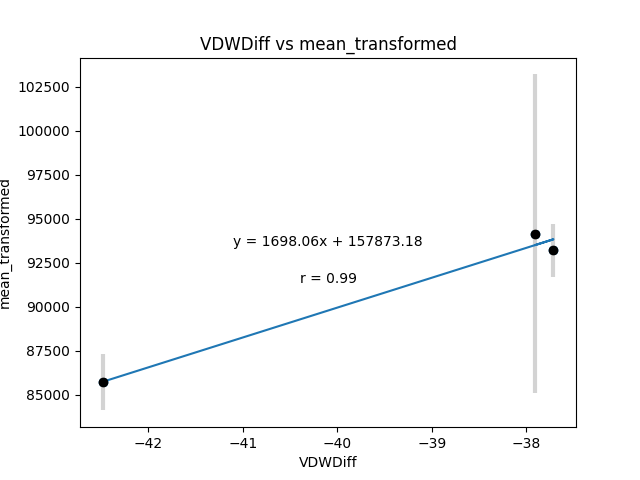 VDWDiff vs mean_transformed
102500
100000
97500
95000
92500
90000
87500
85000
mean_transformed
y = 1698.06x + 157873.18
r = 0.99
−42
−41
−40
−39
−38
VDWDiff